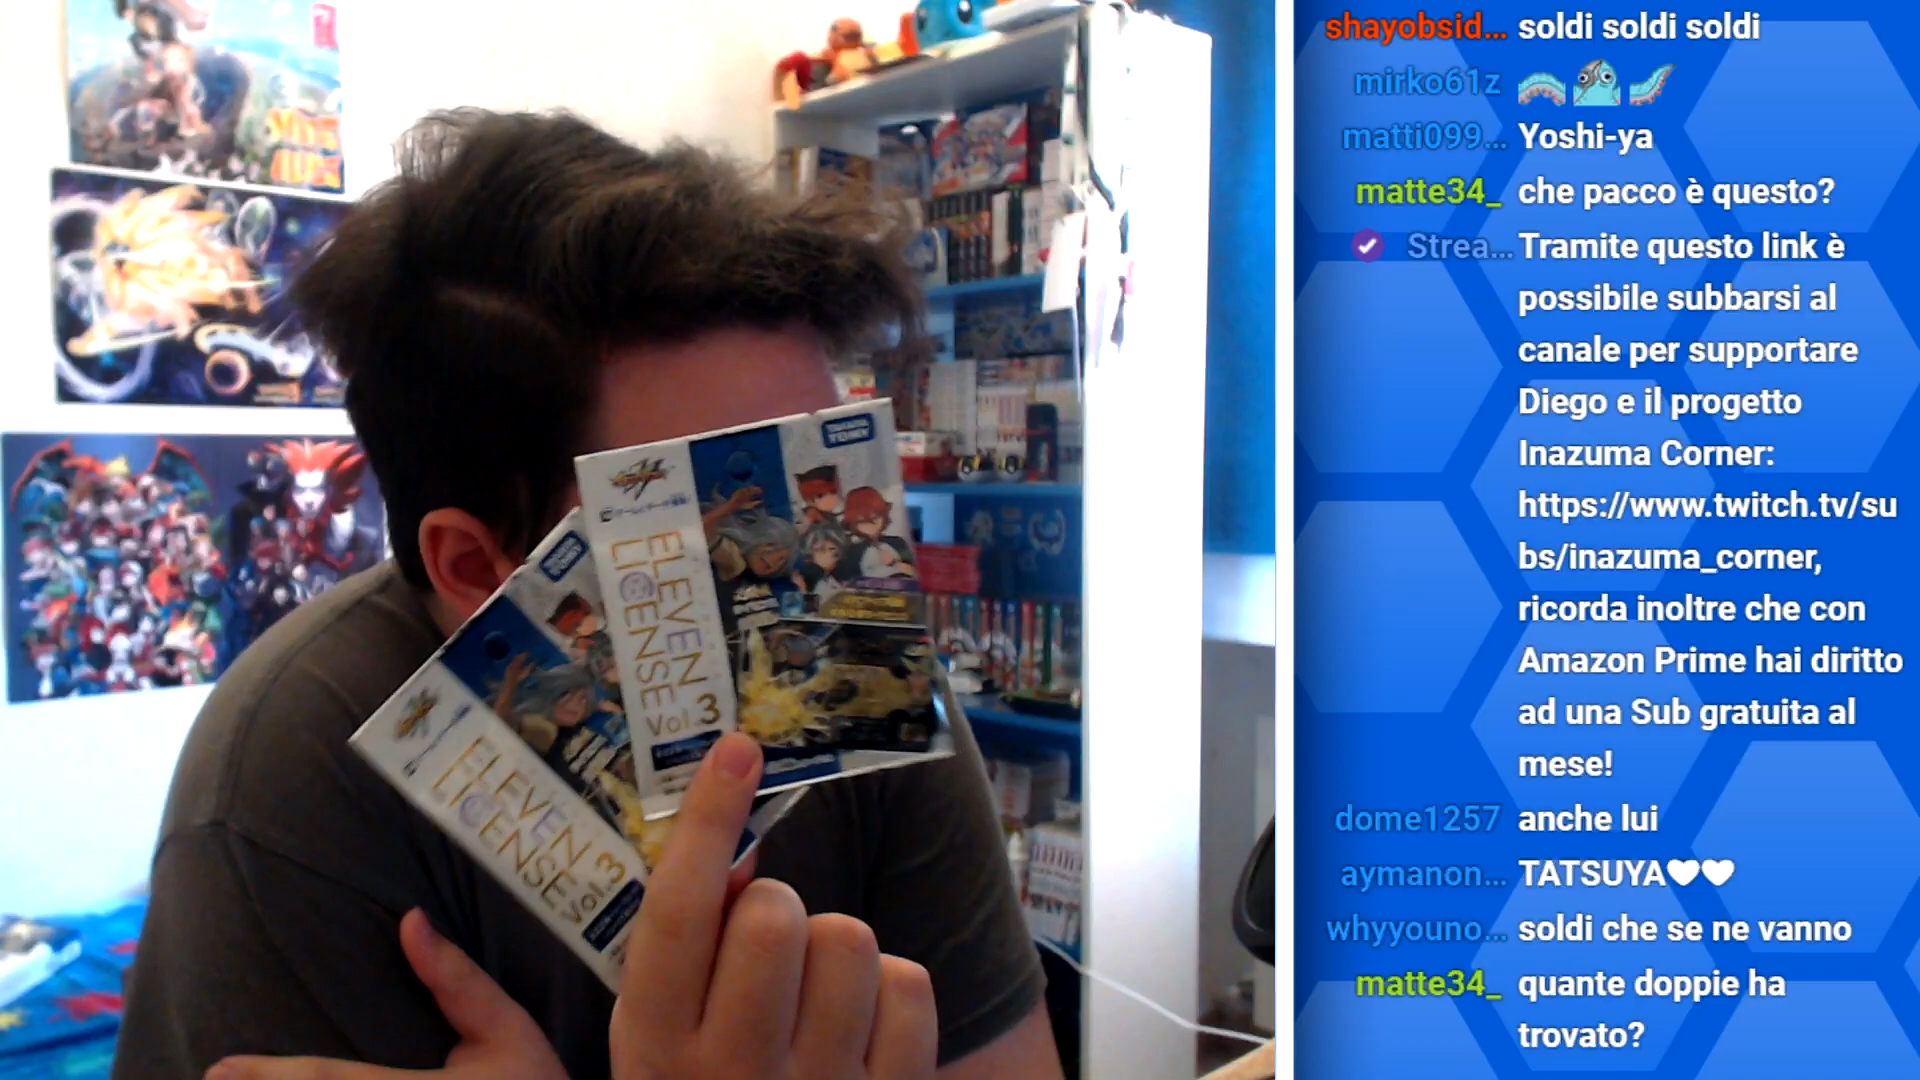 TAKARA TOMY
ELEVEN
LICENSE
Vol.3
ELEVEN
LICENSE
Vol.3
shayobsid... soldi soldi soldi
mirko61z
matti099... Yoshi-ya
matte34_ che pacco è questo?
Strea... Tramite questo link è
possibile subbarsi al
canale per supportare
Diego e il progetto
Inazuma Corner:
https://www.twitch.tv/su
bs/inazuma_corner,
ricorda inoltre che con
Amazon Prime hai diritto
ad una Sub gratuita al
mese!
dome1257 anche lui
aymanon... TATSUYA🤍🤍
whyyouno... soldi che se ne vanno
matte34_ quante doppie ha
trovato?